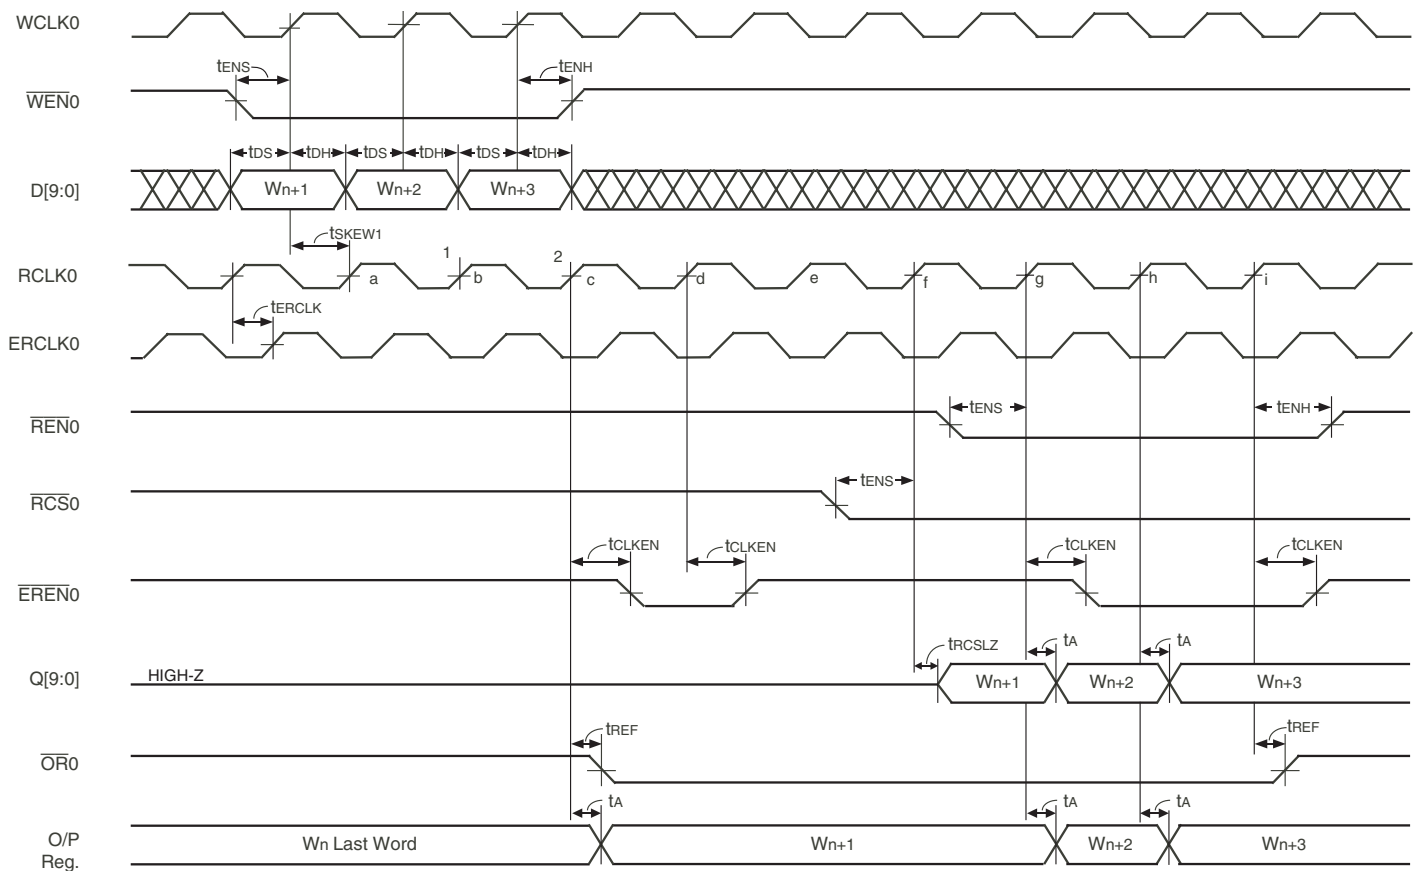 WCLK0
tENS
tENH
WEN0
tDS
tDH
tDS
tDH
tDS
tDH
D[9:0]
Wn+1
Wn+2
Wn+3
tSKEW1
1
2
RCLK0
a
b
c
d
e
f
g
h
i
tERCLK
ERCLK0
tENS
tENH
REN0
tENS
RCS0
tCLKEN
tCLKEN
tCLKEN
tCLKEN
EREN0
tRCSLZ
tA
tA
Q[9:0]
HIGH-Z
Wn+1
Wn+2
Wn+3
tREF
tREF
OR0
tA
tA
tA
O/P
Reg.
Wn Last Word
Wn+1
Wn+2
Wn+3